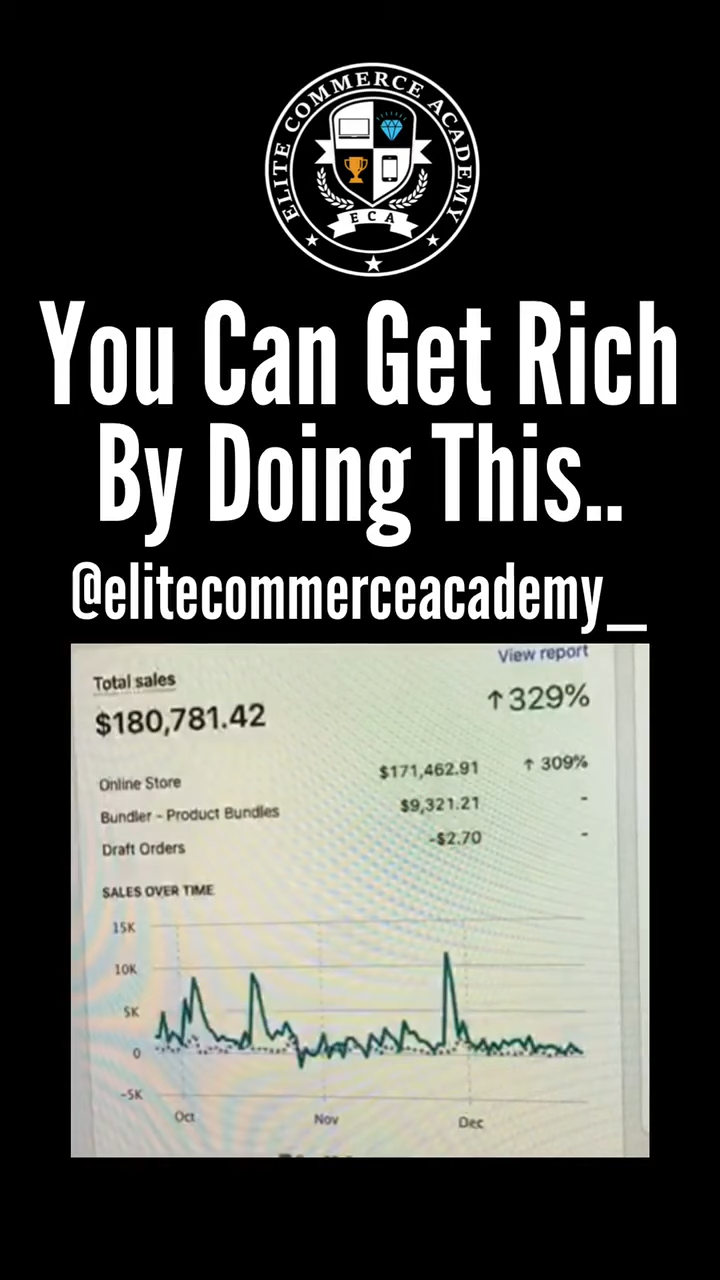 ELITE COMMERCE ACADEMY
ECA
You Can Get Rich
By Doing This..
@elitecommerceacademy_
View report
Total sales
$180,781.42
↑329%
Online Store
$171,462.91
↑ 309%
Bundler - Product Bundles
$9,321.21
-
Draft Orders
-$2.70
-
SALES OVER TIME
15K
10K
5K
0
-5K
Oct
Nov
Dec